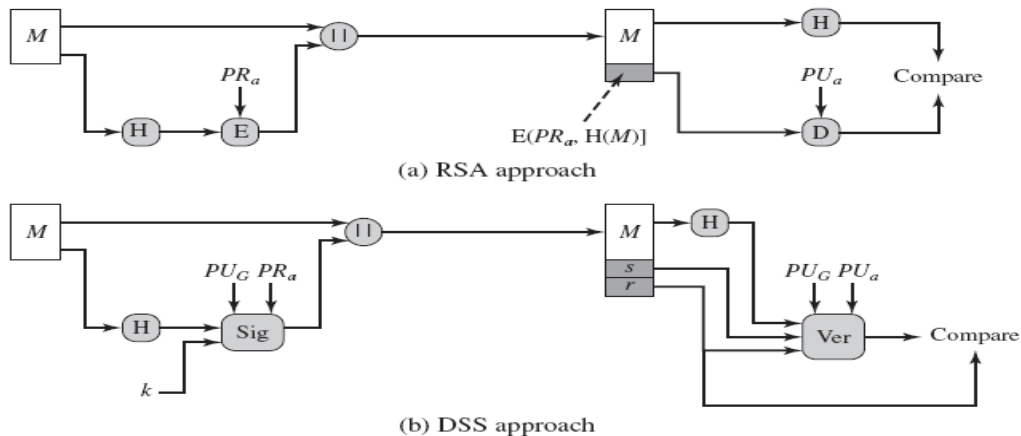 M
| |
M
H
PRa
PUa
Compare
H
E
D
E(PRa, H(M)]
(a) RSA approach
M
| |
M
H
s
PUG PRa
r
PUG PUa
H
Sig
Ver
Compare
k
(b) DSS approach